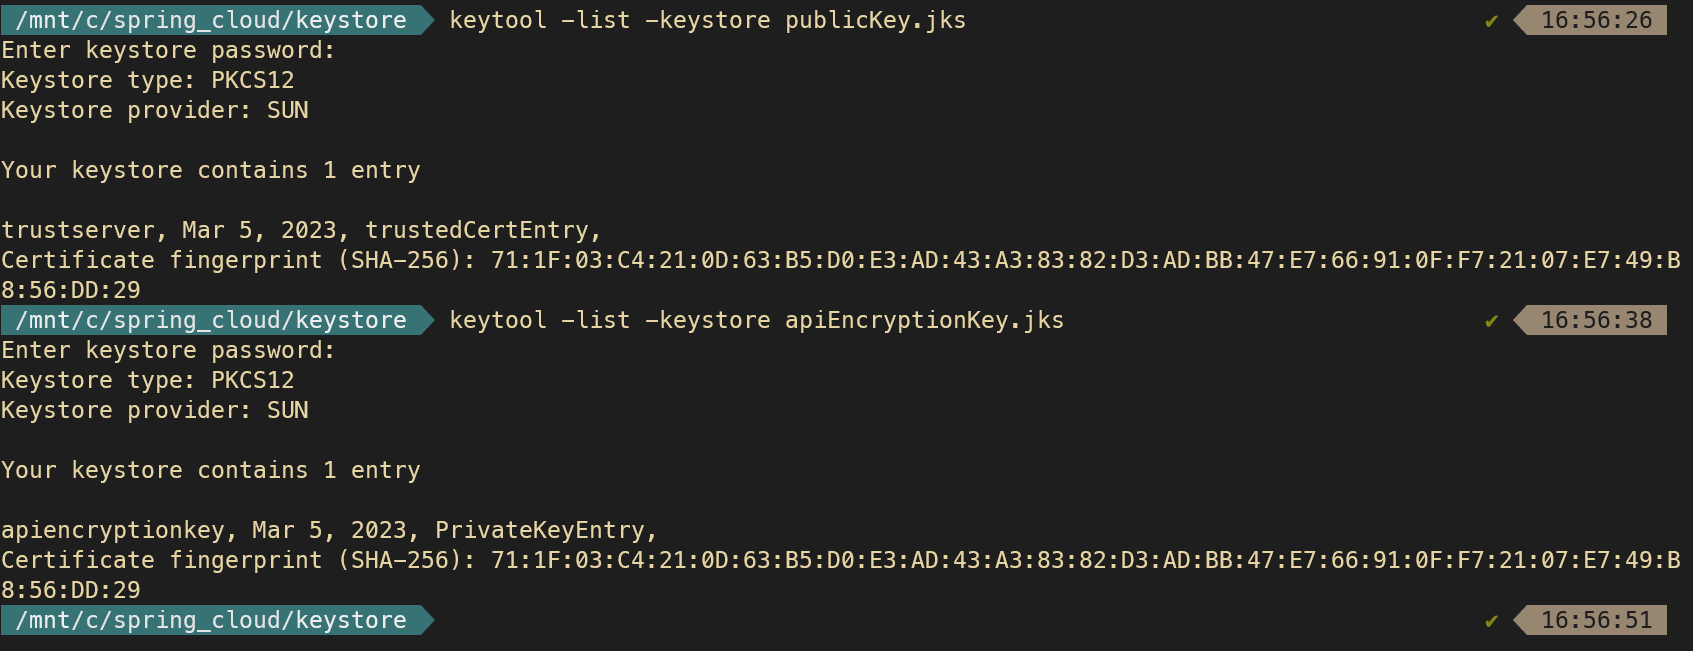 /mnt/c/spring_cloud/keystore keytool -list -keystore publicKey.jks ✔ 16:56:26
Enter keystore password:
Keystore type: PKCS12
Keystore provider: SUN
Your keystore contains 1 entry
trustserver, Mar 5, 2023, trustedCertEntry,
Certificate fingerprint (SHA-256): 71:1F:03:C4:21:0D:63:B5:D0:E3:AD:43:A3:83:82:D3:AD:BB:47:E7:66:91:0F:F7:21:07:E7:49:B
8:56:DD:29
/mnt/c/spring_cloud/keystore keytool -list -keystore apiEncryptionKey.jks ✔ 16:56:38
Enter keystore password:
Keystore type: PKCS12
Keystore provider: SUN
Your keystore contains 1 entry
apiencryptionkey, Mar 5, 2023, PrivateKeyEntry,
Certificate fingerprint (SHA-256): 71:1F:03:C4:21:0D:63:B5:D0:E3:AD:43:A3:83:82:D3:AD:BB:47:E7:66:91:0F:F7:21:07:E7:49:B
8:56:DD:29
/mnt/c/spring_cloud/keystore ✔ 16:56:51